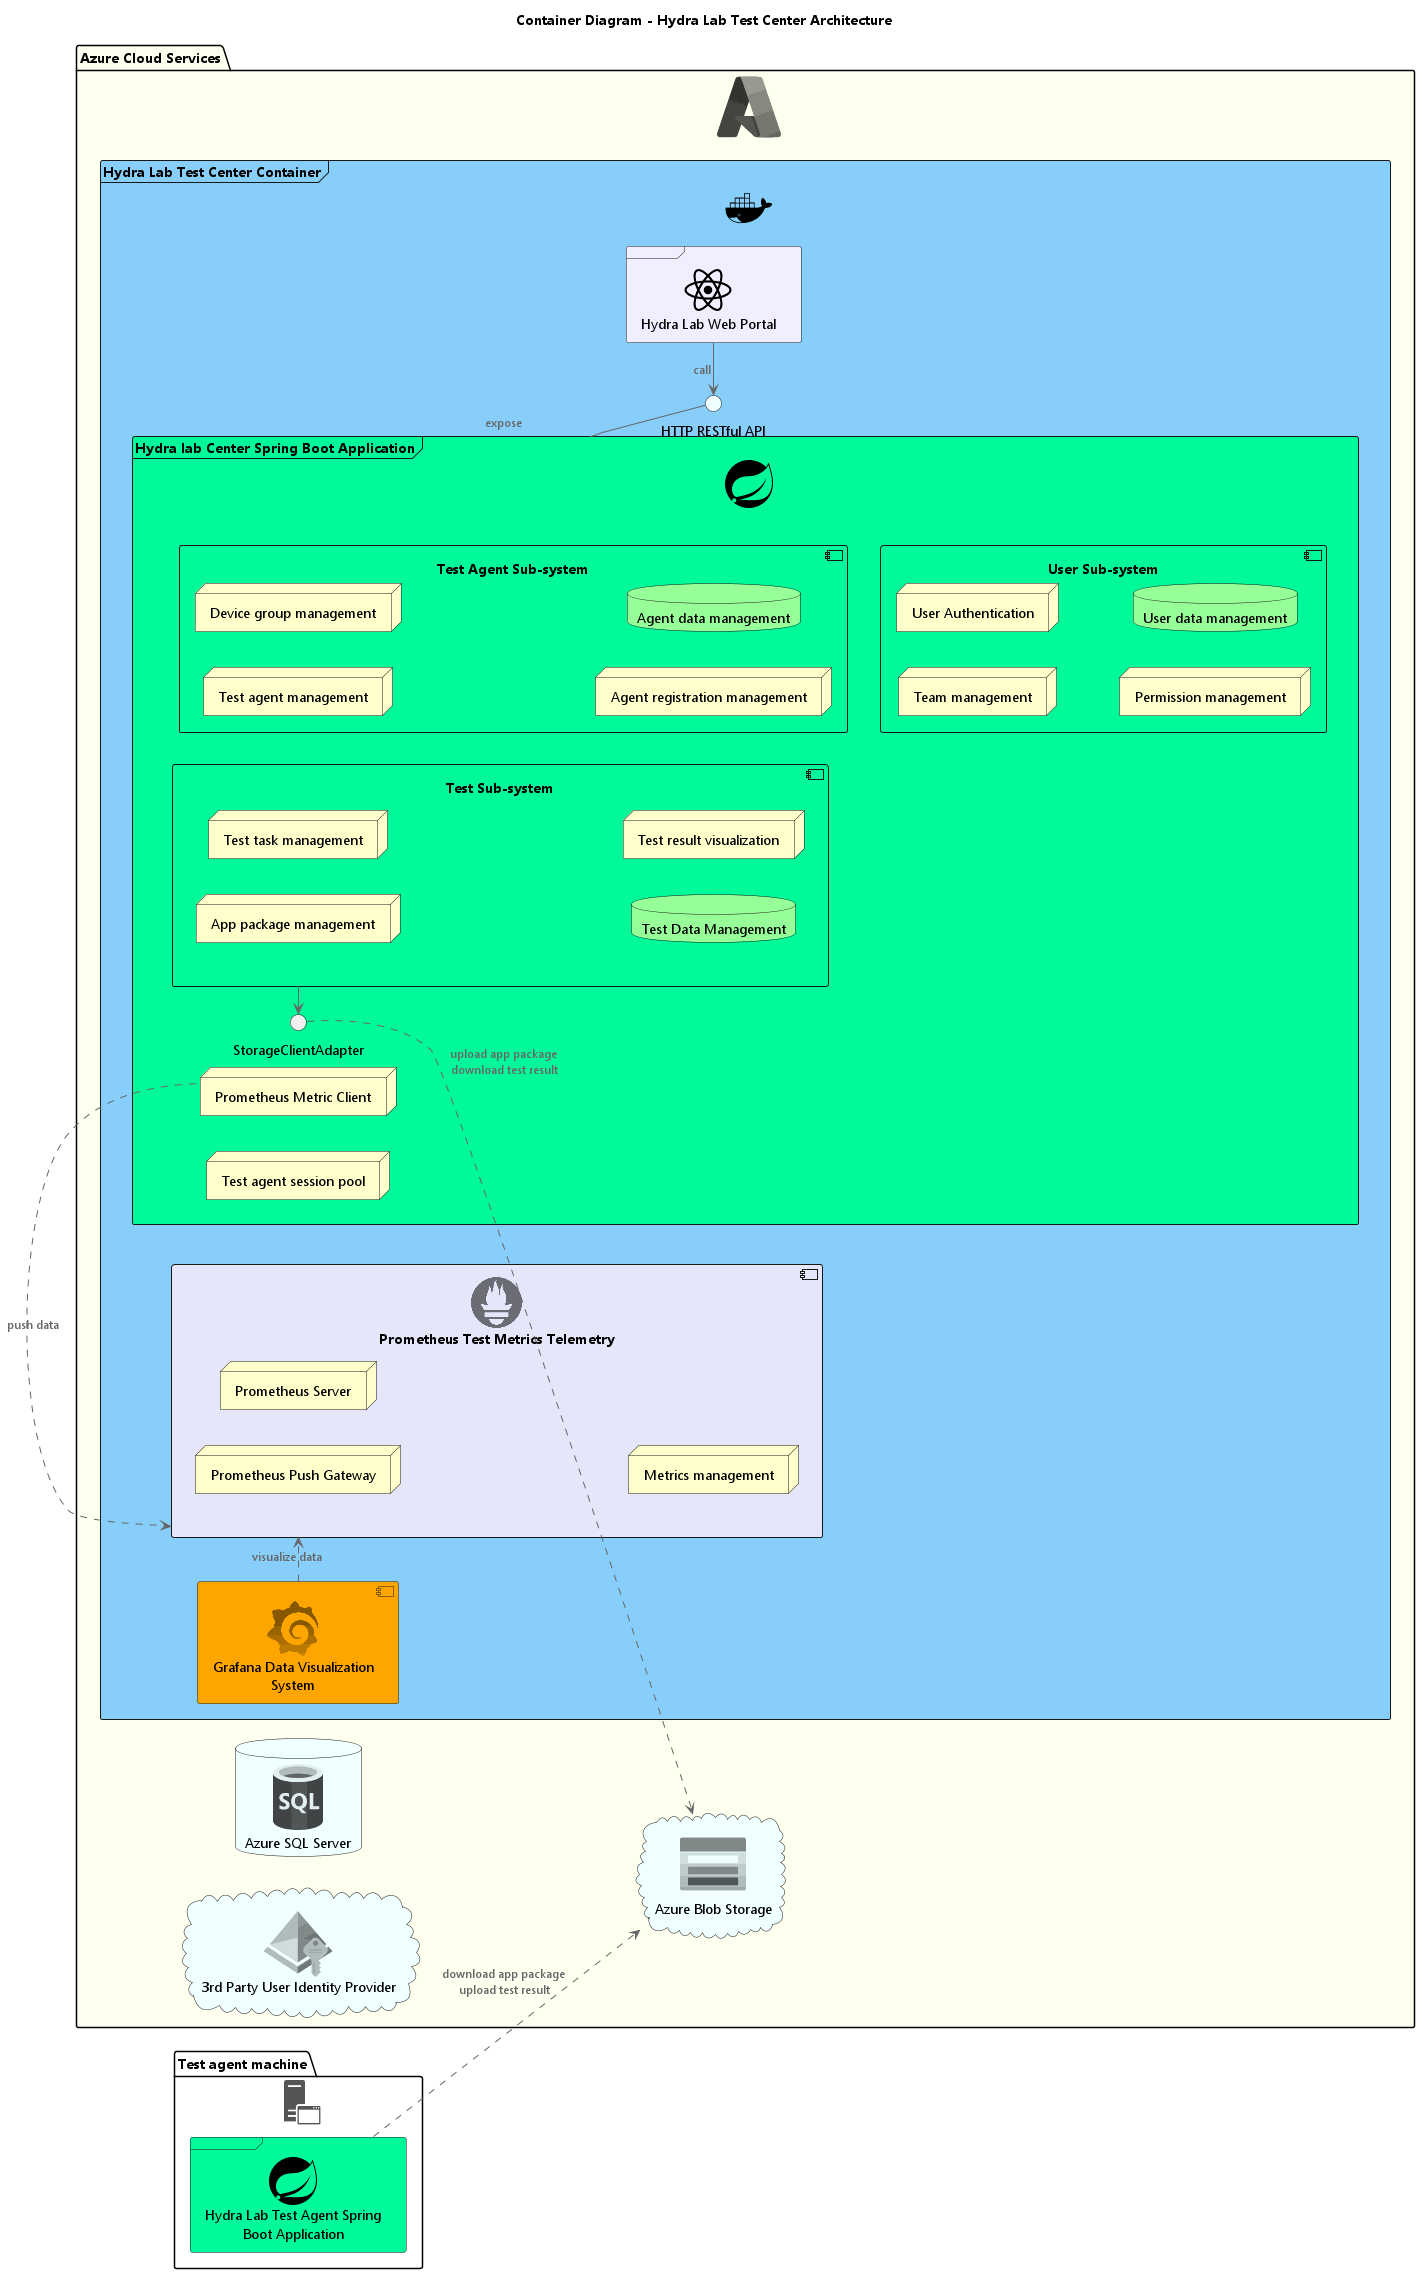 Container Diagram - Hydra Lab Test Center Architecture
Azure Cloud Services
Hydra Lab Test Center Container
Hydra Lab Web Portal
call
expose
HTTP RESTful API
Hydra lab Center Spring Boot Application
Test Agent Sub-system
Device group management
Agent data management
Test agent management
Agent registration management
User Sub-system
User Authentication
User data management
Team management
Permission management
Test Sub-system
Test task management
Test result visualization
App package management
Test Data Management
StorageClientAdapter
upload app package
download test result
Prometheus Metric Client
Test agent session pool
push data
Prometheus Test Metrics Telemetry
Prometheus Server
Prometheus Push Gateway
Metrics management
visualize data
Grafana Data Visualization
System
SQL
Azure SQL Server
Azure Blob Storage
3rd Party User Identity Provider
download app package
upload test result
Test agent machine
Hydra Lab Test Agent Spring
Boot Application